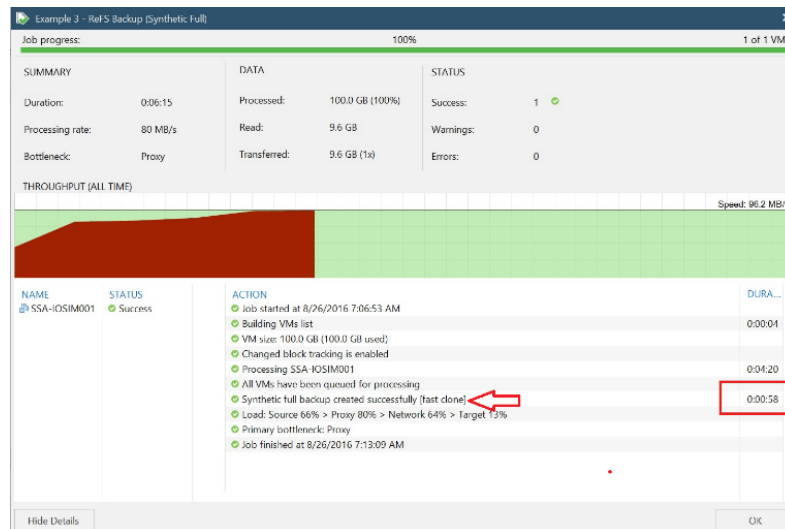 Example 3 - ReFS Backup (Synthetic Full)
Job progress: 100% 1 of 1 VM
SUMMARY DATA STATUS
Duration: 0:06:15 Processed: 100.0 GB (100%) Success: 1
Processing rate: 80 MB/s Read: 9.6 GB Warnings: 0
Bottleneck: Proxy Transferred: 9.6 GB (1x) Errors: 0
THROUGHPUT (ALL TIME)
Speed: 96.2 MB/
NAME STATUS ACTION DURA...
SSA-IOSIM001 Success Job started at 8/26/2016 7:06:53 AM
Building VMs list 0:00:04
VM size: 100.0 GB (100.0 GB used)
Changed block tracking is enabled
Processing SSA-IOSIM001 0:04:20
All VMs have been queued for processing
Synthetic full backup created successfully [fast clone] 0:00:58
Load: Source 66% > Proxy 80% > Network 64% > Target 13%
Primary bottleneck: Proxy
Job finished at 8/26/2016 7:13:09 AM
Hide Details OK